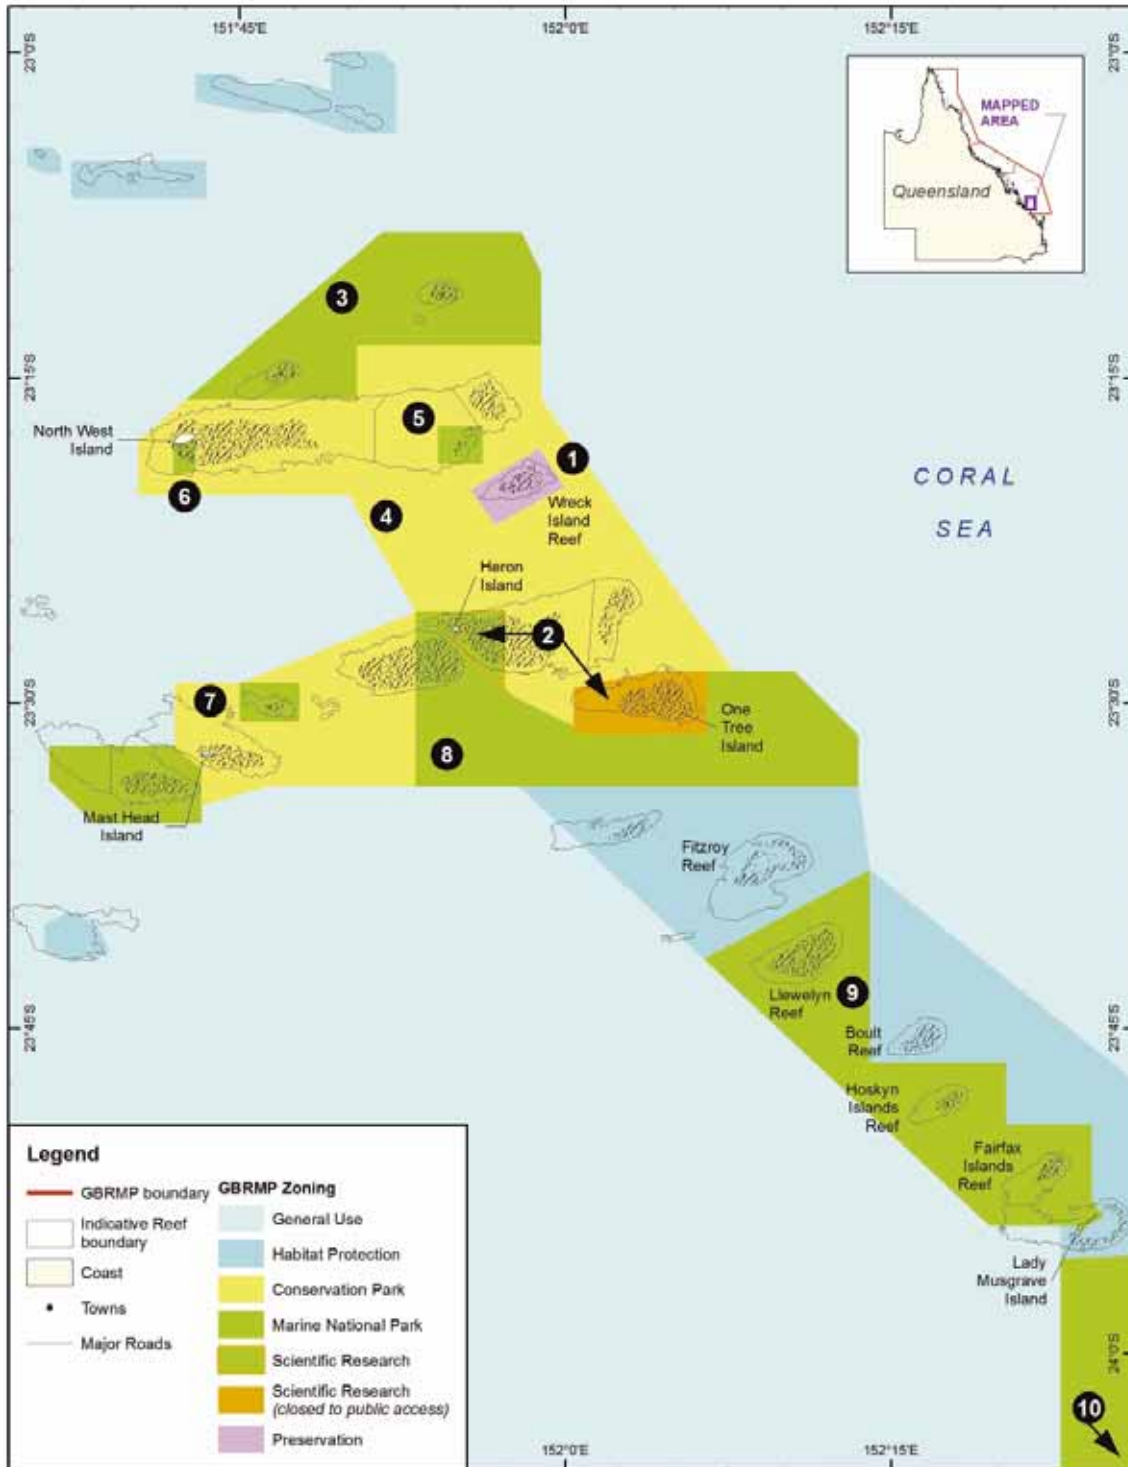 151°45'E
152°0'E
152°15'E
23°0'S
23°0'S
MAPPED
AREA
Queensland
3
23°15'S
23°15'S
5
North West
Island
1
6
4
Wreck
Island
Reef
CORAL
SEA
Heron
Island
2
7
23°30'S
23°30'S
One
Tree
Island
8
Mast Head
Island
Fitzroy
Reef
Llewelyn
Reef
9
23°45'S
23°45'S
Boult
Reef
Hoskyn
Islands
Reef
Fairfax
Islands
Reef
Lady
Musgrave
Island
24°0'S
10
152°0'E
152°15'E
Legend
GBRMP boundary
Indicative Reef
boundary
Coast
Towns
Major Roads
GBRMP Zoning
General Use
Habitat Protection
Conservation Park
Marine National Park
Scientific Research
Scientific Research
(closed to public access)
Preservation